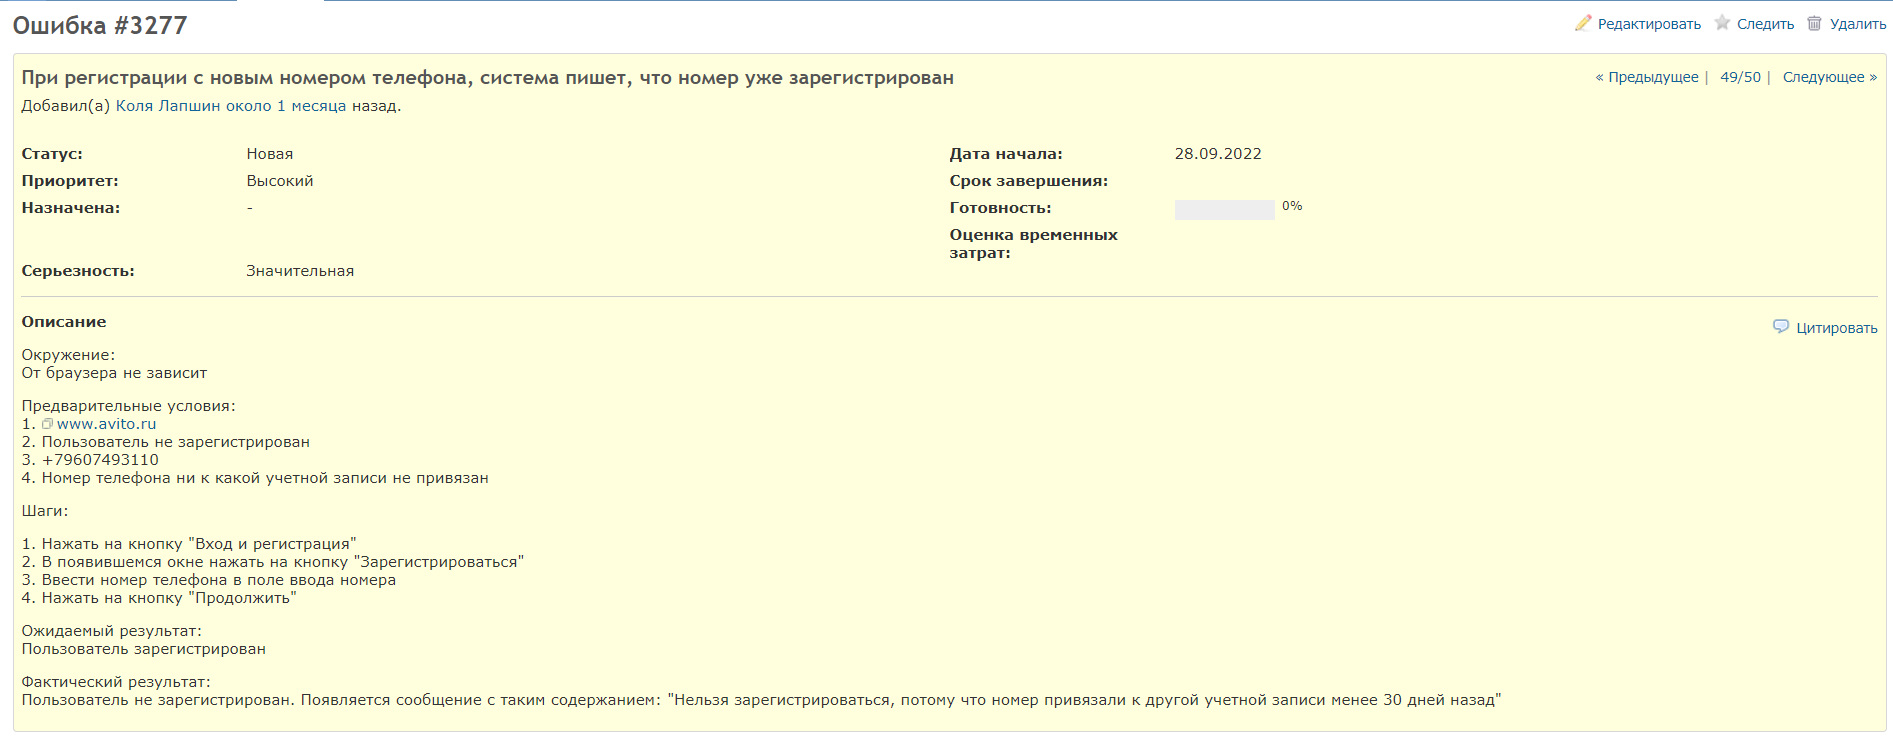 Ошибка #3277
Редактировать Следить Удалить
При регистрации с новым номером телефона, система пишет, что номер уже зарегистрирован
« Предыдущее | 49/50 | Следующее »
Добавил(а) Коля Лапшин около 1 месяца назад.
Статус: Новая
Дата начала: 28.09.2022
Приоритет: Высокий
Срок завершения:
Назначена: -
Готовность: 0%
Оценка временных
затрат:
Серьезность: Значительная
Описание
Цитировать
Окружение:
От браузера не зависит
Предварительные условия:
1. www.avito.ru
2. Пользователь не зарегистрирован
3. +79607493110
4. Номер телефона ни к какой учетной записи не привязан
Шаги:
1. Нажать на кнопку "Вход и регистрация"
2. В появившемся окне нажать на кнопку "Зарегистрироваться"
3. Ввести номер телефона в поле ввода номера
4. Нажать на кнопку "Продолжить"
Ожидаемый результат:
Пользователь зарегистрирован
Фактический результат:
Пользователь не зарегистрирован. Появляется сообщение с таким содержанием: "Нельзя зарегистрироваться, потому что номер привязали к другой учетной записи менее 30 дней назад"